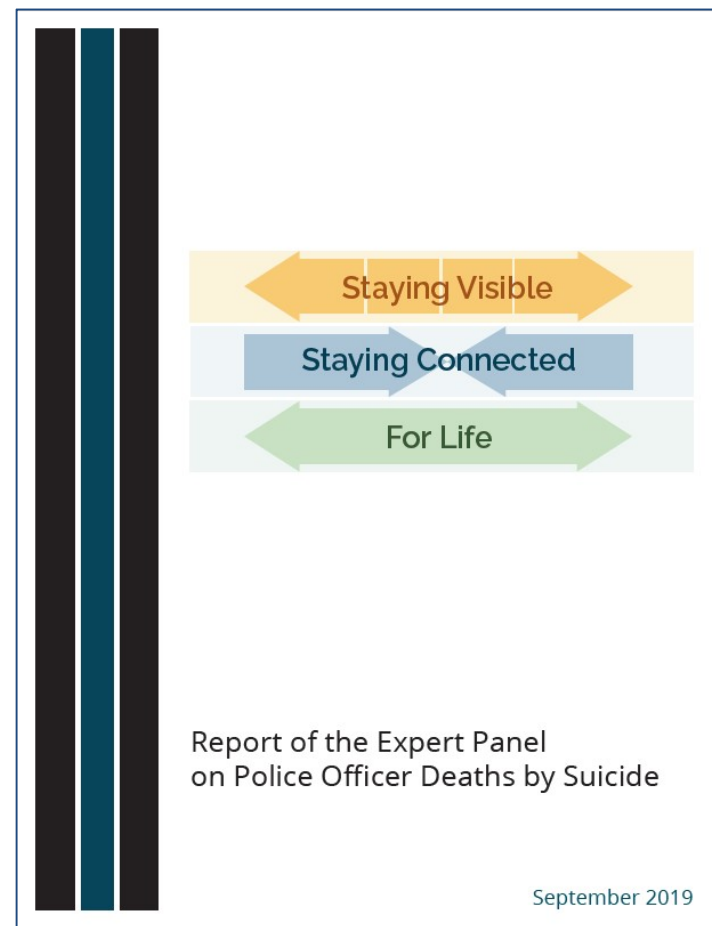 Staying Visible
Staying Connected
For Life
Report of the Expert Panel
on Police Officer Deaths by Suicide
September 2019